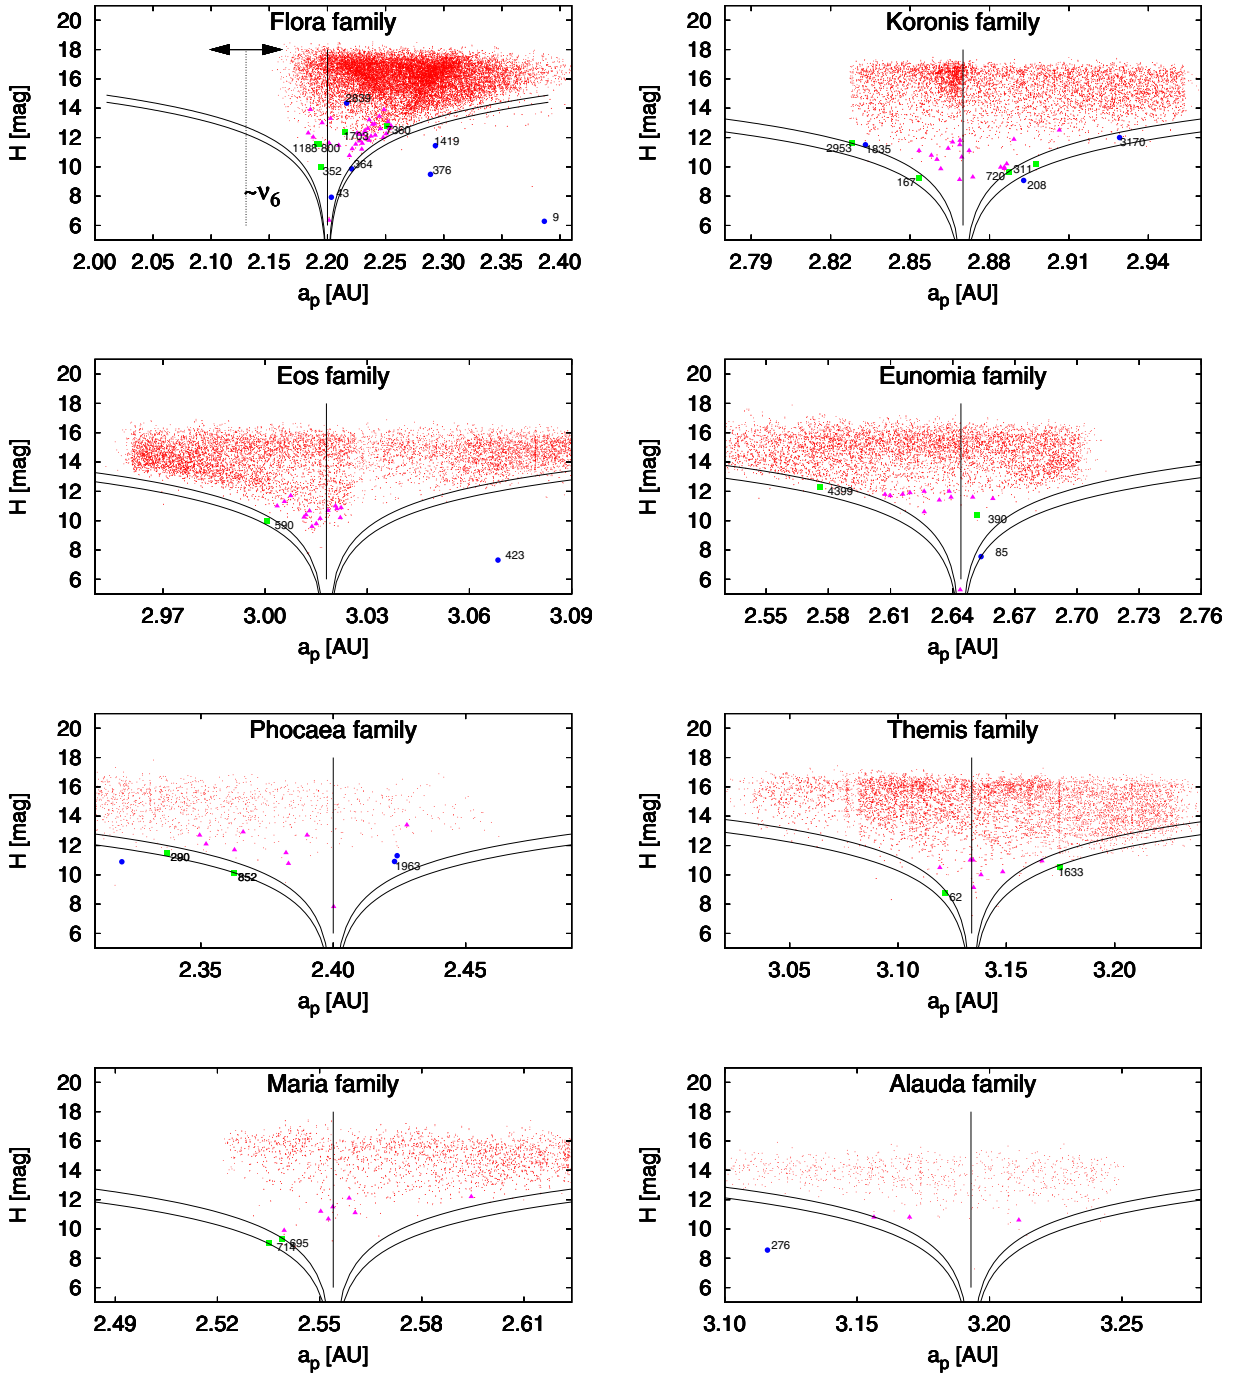 Flora family
20
18
16
14
12
10
8
6
H [mag]
2839
1709
7360
1188 800
1419
352
364
376
43
9
~ν6
2.00 2.05 2.10 2.15 2.20 2.25 2.30 2.35 2.40
ap [AU]
Koronis family
20
18
16
14
12
10
8
6
H [mag]
2953
1835
3170
167
720
311
208
2.79 2.82 2.85 2.88 2.91 2.94
ap [AU]
Eos family
20
18
16
14
12
10
8
6
H [mag]
590
423
2.97 3.00 3.03 3.06 3.09
ap [AU]
Eunomia family
20
18
16
14
12
10
8
6
H [mag]
4399
390
85
2.55 2.58 2.61 2.64 2.67 2.70 2.73 2.76
ap [AU]
Phocaea family
20
18
16
14
12
10
8
6
H [mag]
290
852
1963
2.35 2.40 2.45
ap [AU]
Themis family
20
18
16
14
12
10
8
6
H [mag]
62
1633
3.05 3.10 3.15 3.20
ap [AU]
Maria family
20
18
16
14
12
10
8
6
H [mag]
714
695
2.49 2.52 2.55 2.58 2.61
ap [AU]
Alauda family
20
18
16
14
12
10
8
6
H [mag]
276
3.10 3.15 3.20 3.25
ap [AU]